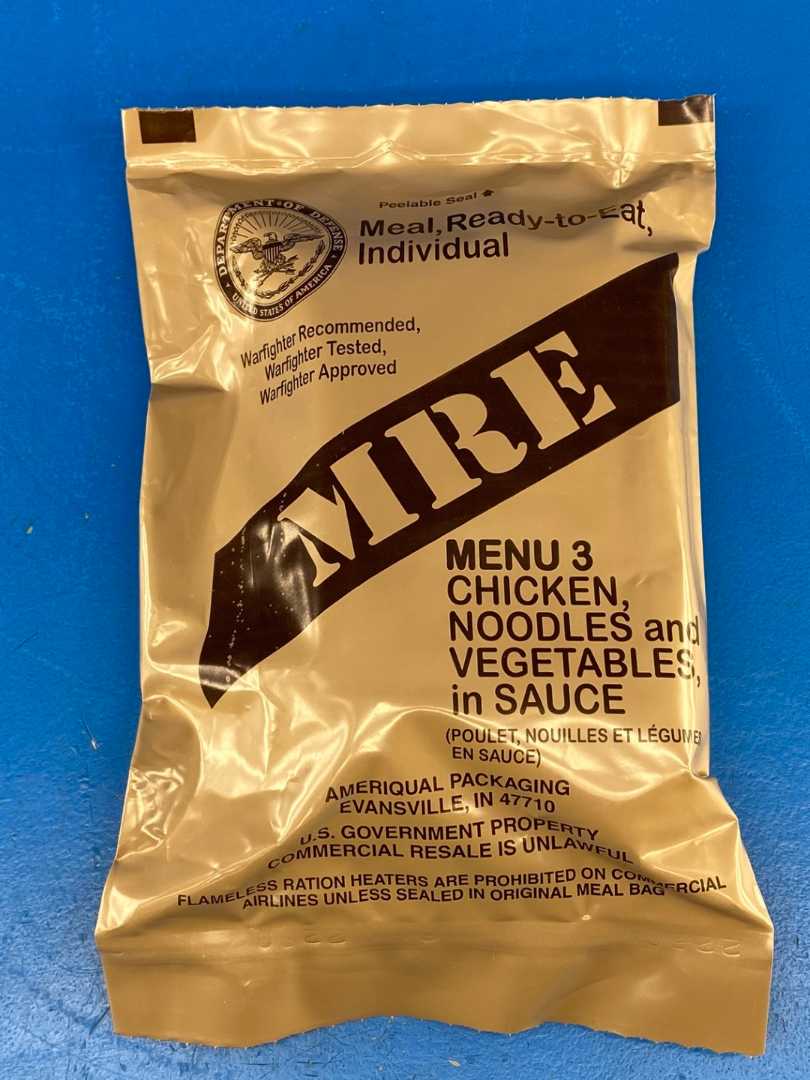 Peelable Seal
DEPARTMENT OF DEFENSE
UNITED STATES OF AMERICA
Meal, Ready-to-Eat,
Individual
Warfighter Recommended,
Warfighter Tested,
Warfighter Approved
MRE
MENU 3
CHICKEN,
NOODLES and
VEGETABLES,
in SAUCE
(POULET, NOUILLES ET LÉGUME
EN SAUCE)
AMERIQUAL PACKAGING
EVANSVILLE, IN 47710
U.S. GOVERNMENT PROPERTY
COMMERCIAL RESALE IS UNLAWFUL
FLAMELESS RATION HEATERS ARE PROHIBITED ON COMMERCIAL
AIRLINES UNLESS SEALED IN ORIGINAL MEAL BAG